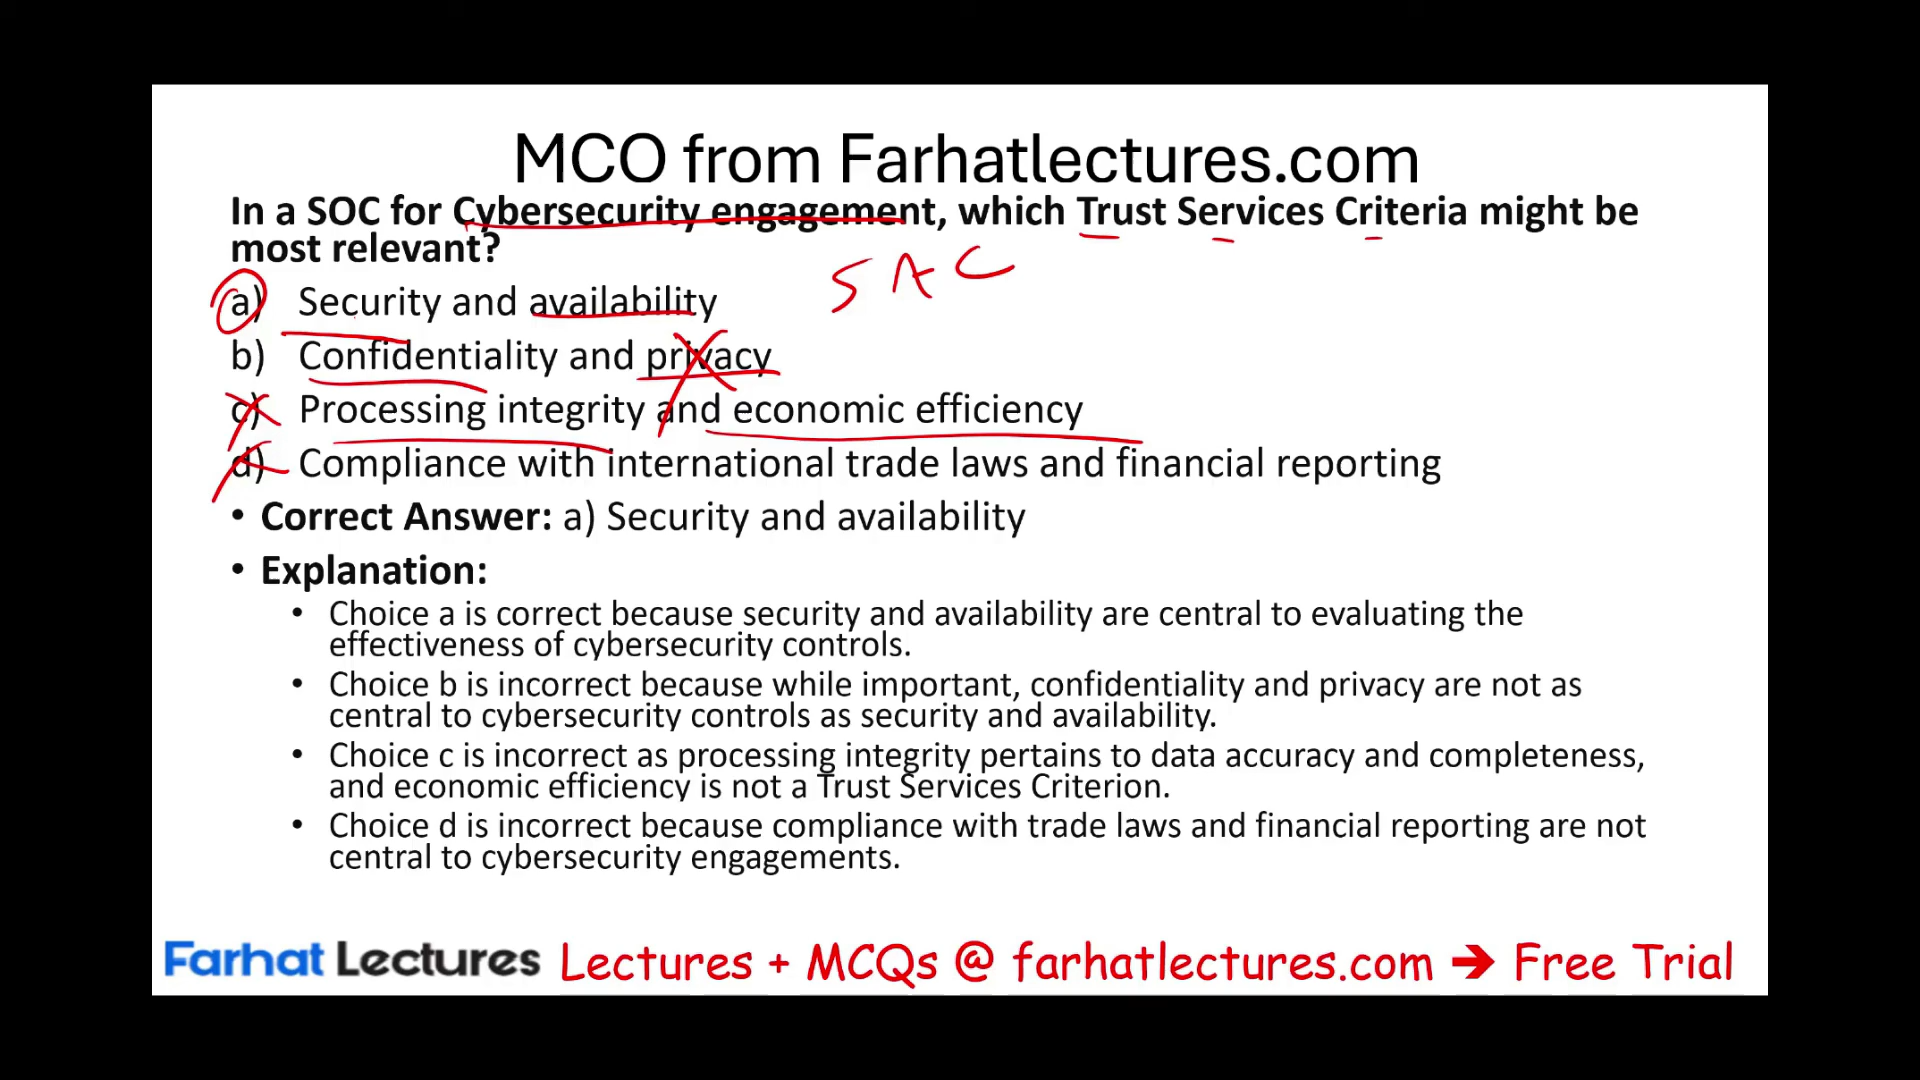 MCO from Farhatlectures.com
In a SOC for Cybersecurity engagement, which Trust Services Criteria might be
most relevant?
S A C
a) Security and availability
b) Confidentiality and privacy
c) Processing integrity and economic efficiency
d) Compliance with international trade laws and financial reporting
• Correct Answer: a) Security and availability
• Explanation:
• Choice a is correct because security and availability are central to evaluating the
effectiveness of cybersecurity controls.
• Choice b is incorrect because while important, confidentiality and privacy are not as
central to cybersecurity controls as security and availability.
• Choice c is incorrect as processing integrity pertains to data accuracy and completeness,
and economic efficiency is not a Trust Services Criterion.
• Choice d is incorrect because compliance with trade laws and financial reporting are not
central to cybersecurity engagements.
Farhat Lectures Lectures + MCQs @ farhatlectures.com → Free Trial